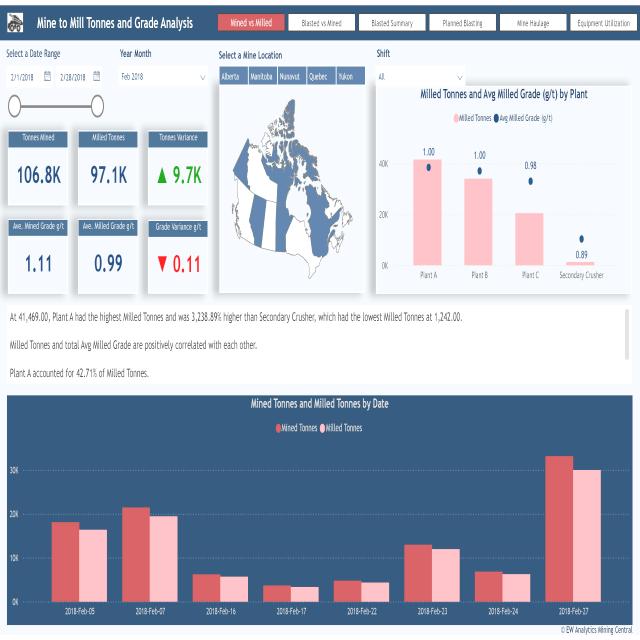 Mine to Mill Tonnes and Grade Analysis
Mined vs Milled
Blasted vs Mined
Blasted Summary
Planned Blasting
Mine Haulage
Equipment Utilization
Select a Date Range
Year Month
Select a Mine Location
Shift
2/1/2018
2/28/2018
Feb 2018
Alberta
Manitoba
Nunavut
Quebec
Yukon
All
Tonnes Mined
106.8K
Milled Tonnes
97.1K
Tonnes Variance
9.7K
Ave. Mined Grade g/t
1.11
Ave. Milled Grade g/t
0.99
Grade Variance g/t
0.11
Milled Tonnes and Avg Milled Grade (g/t) by Plant
Milled Tonnes
Avg Milled Grade (g/t)
40K
20K
0K
1.00
1.00
0.98
0.89
Plant A
Plant B
Plant C
Secondary Crusher
At 41,469.00, Plant A had the highest Milled Tonnes and was 3,238.89% higher than Secondary Crusher, which had the lowest Milled Tonnes at 1,242.00.
Milled Tonnes and total Avg Milled Grade are positively correlated with each other.
Plant A accounted for 42.71% of Milled Tonnes.
Mined Tonnes and Milled Tonnes by Date
Mined Tonnes
Milled Tonnes
30K
20K
10K
0K
2018-Feb-05
2018-Feb-07
2018-Feb-16
2018-Feb-17
2018-Feb-22
2018-Feb-23
2018-Feb-24
2018-Feb-27
© EW Analytics Mining Central